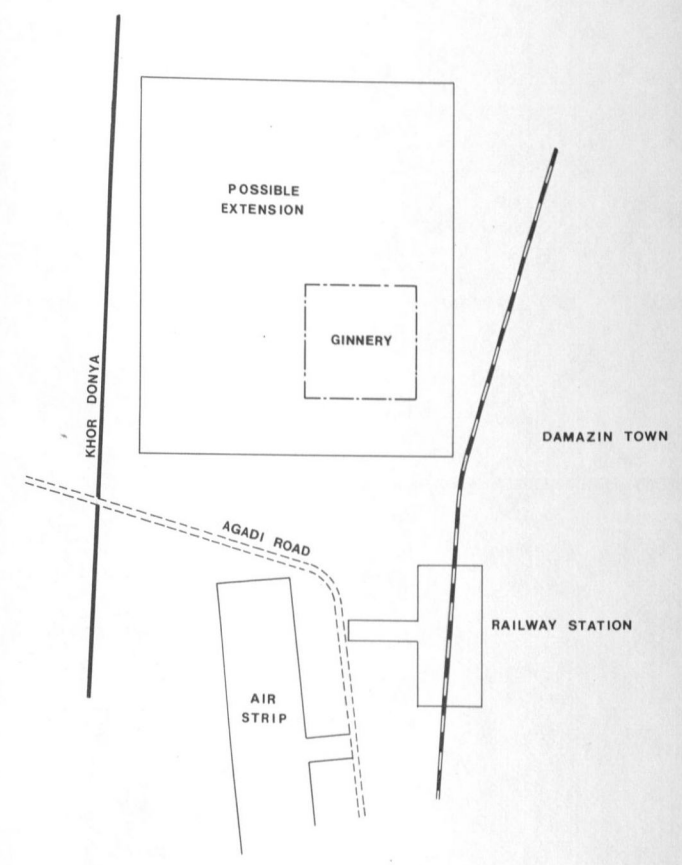 POSSIBLE
EXTENSION
GINNERY
KHOR DONYA
DAMAZIN TOWN
AGADI ROAD
RAILWAY STATION
AIR
STRIP